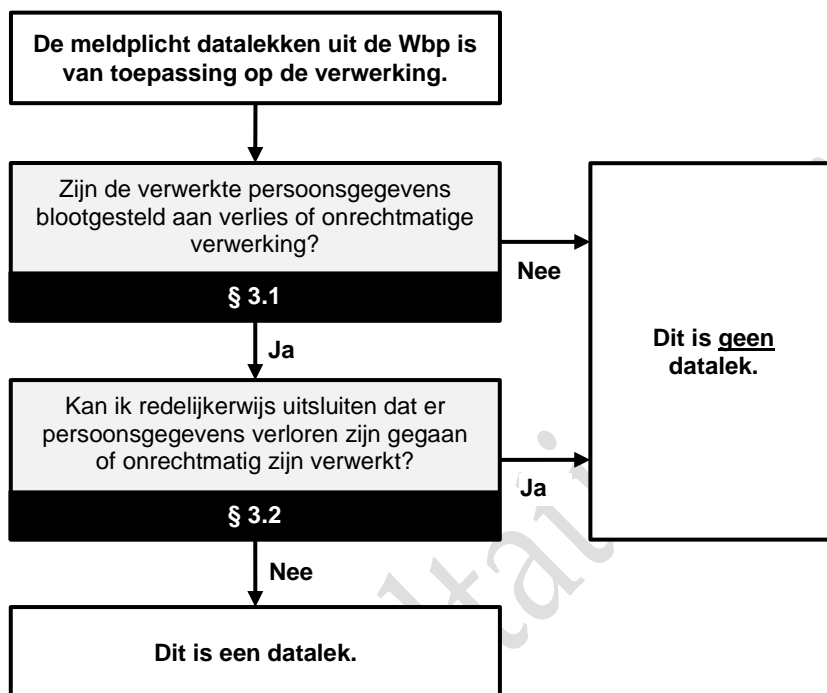 De meldplicht datalekken uit de Wbp is
van toepassing op de verwerking.
Zijn de verwerkte persoonsgegevens
blootgesteld aan verlies of onrechtmatige
verwerking?
Nee
§ 3.1
Ja
Dit is geen
datalek.
Kan ik redelijkerwijs uitsluiten dat er
persoonsgegevens verloren zijn gegaan
of onrechtmatig zijn verwerkt?
Ja
§ 3.2
Nee
Dit is een datalek.